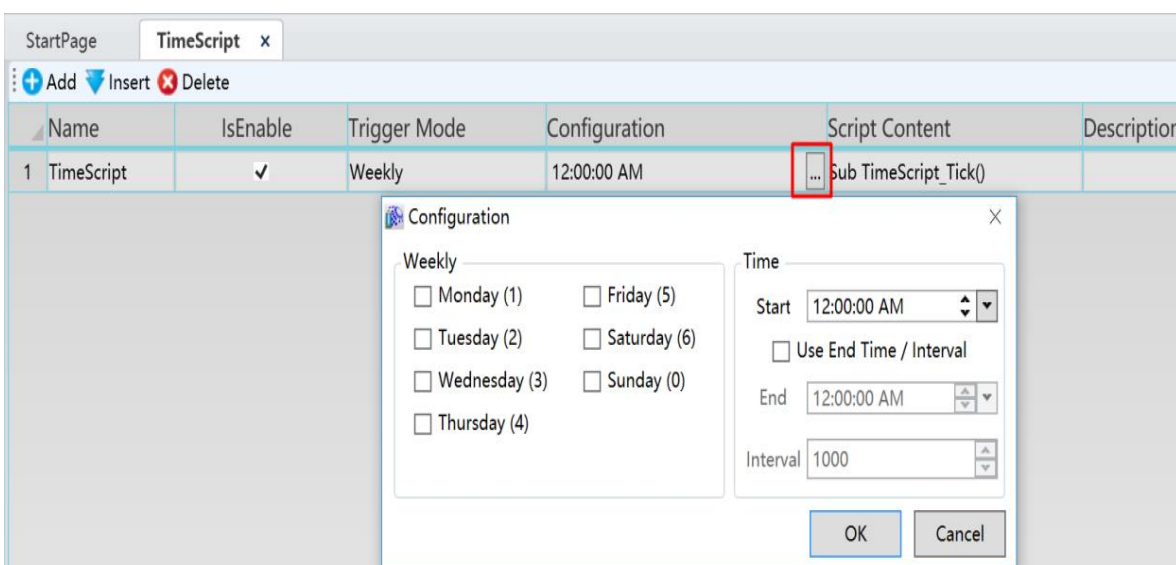 StartPage TimeScript x
Add Insert Delete
Name IsEnable Trigger Mode Configuration Script Content Description
1 TimeScript Weekly 12:00:00 AM ... Sub TimeScript_Tick()
Configuration
Weekly
Monday (1) Friday (5)
Tuesday (2) Saturday (6)
Wednesday (3) Sunday (0)
Thursday (4)
Time
Start 12:00:00 AM
Use End Time / Interval
End 12:00:00 AM
Interval 1000
OK Cancel